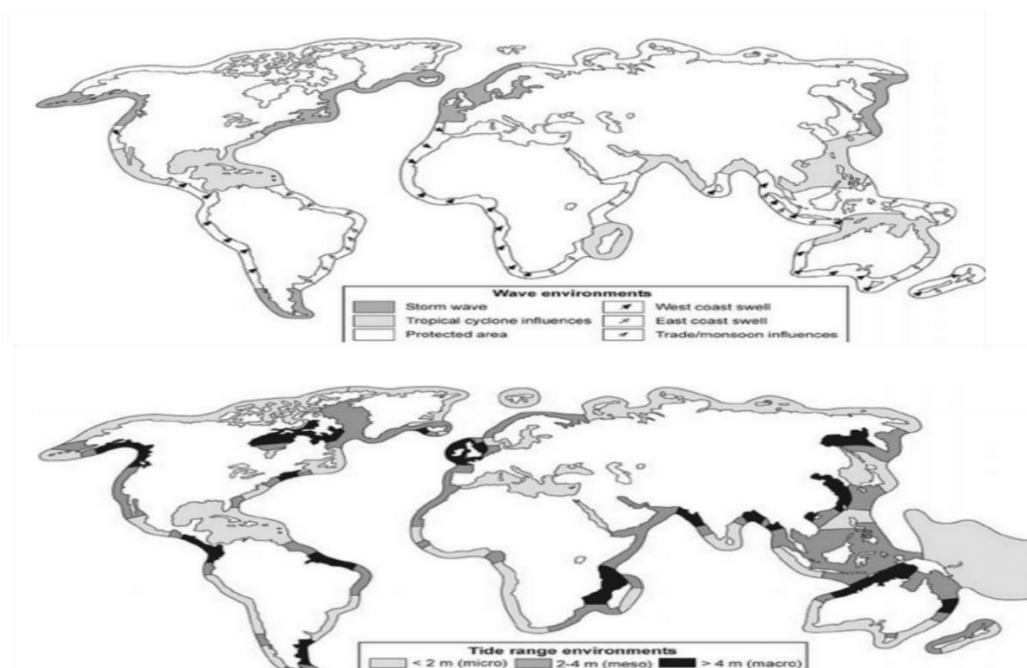 Wave environments
Storm wave
West coast swell
Tropical cyclone influences
East coast swell
Protected area
Trade/monsoon influences
Tide range environments
< 2 m (micro)
2-4 m (meso)
> 4 m (macro)